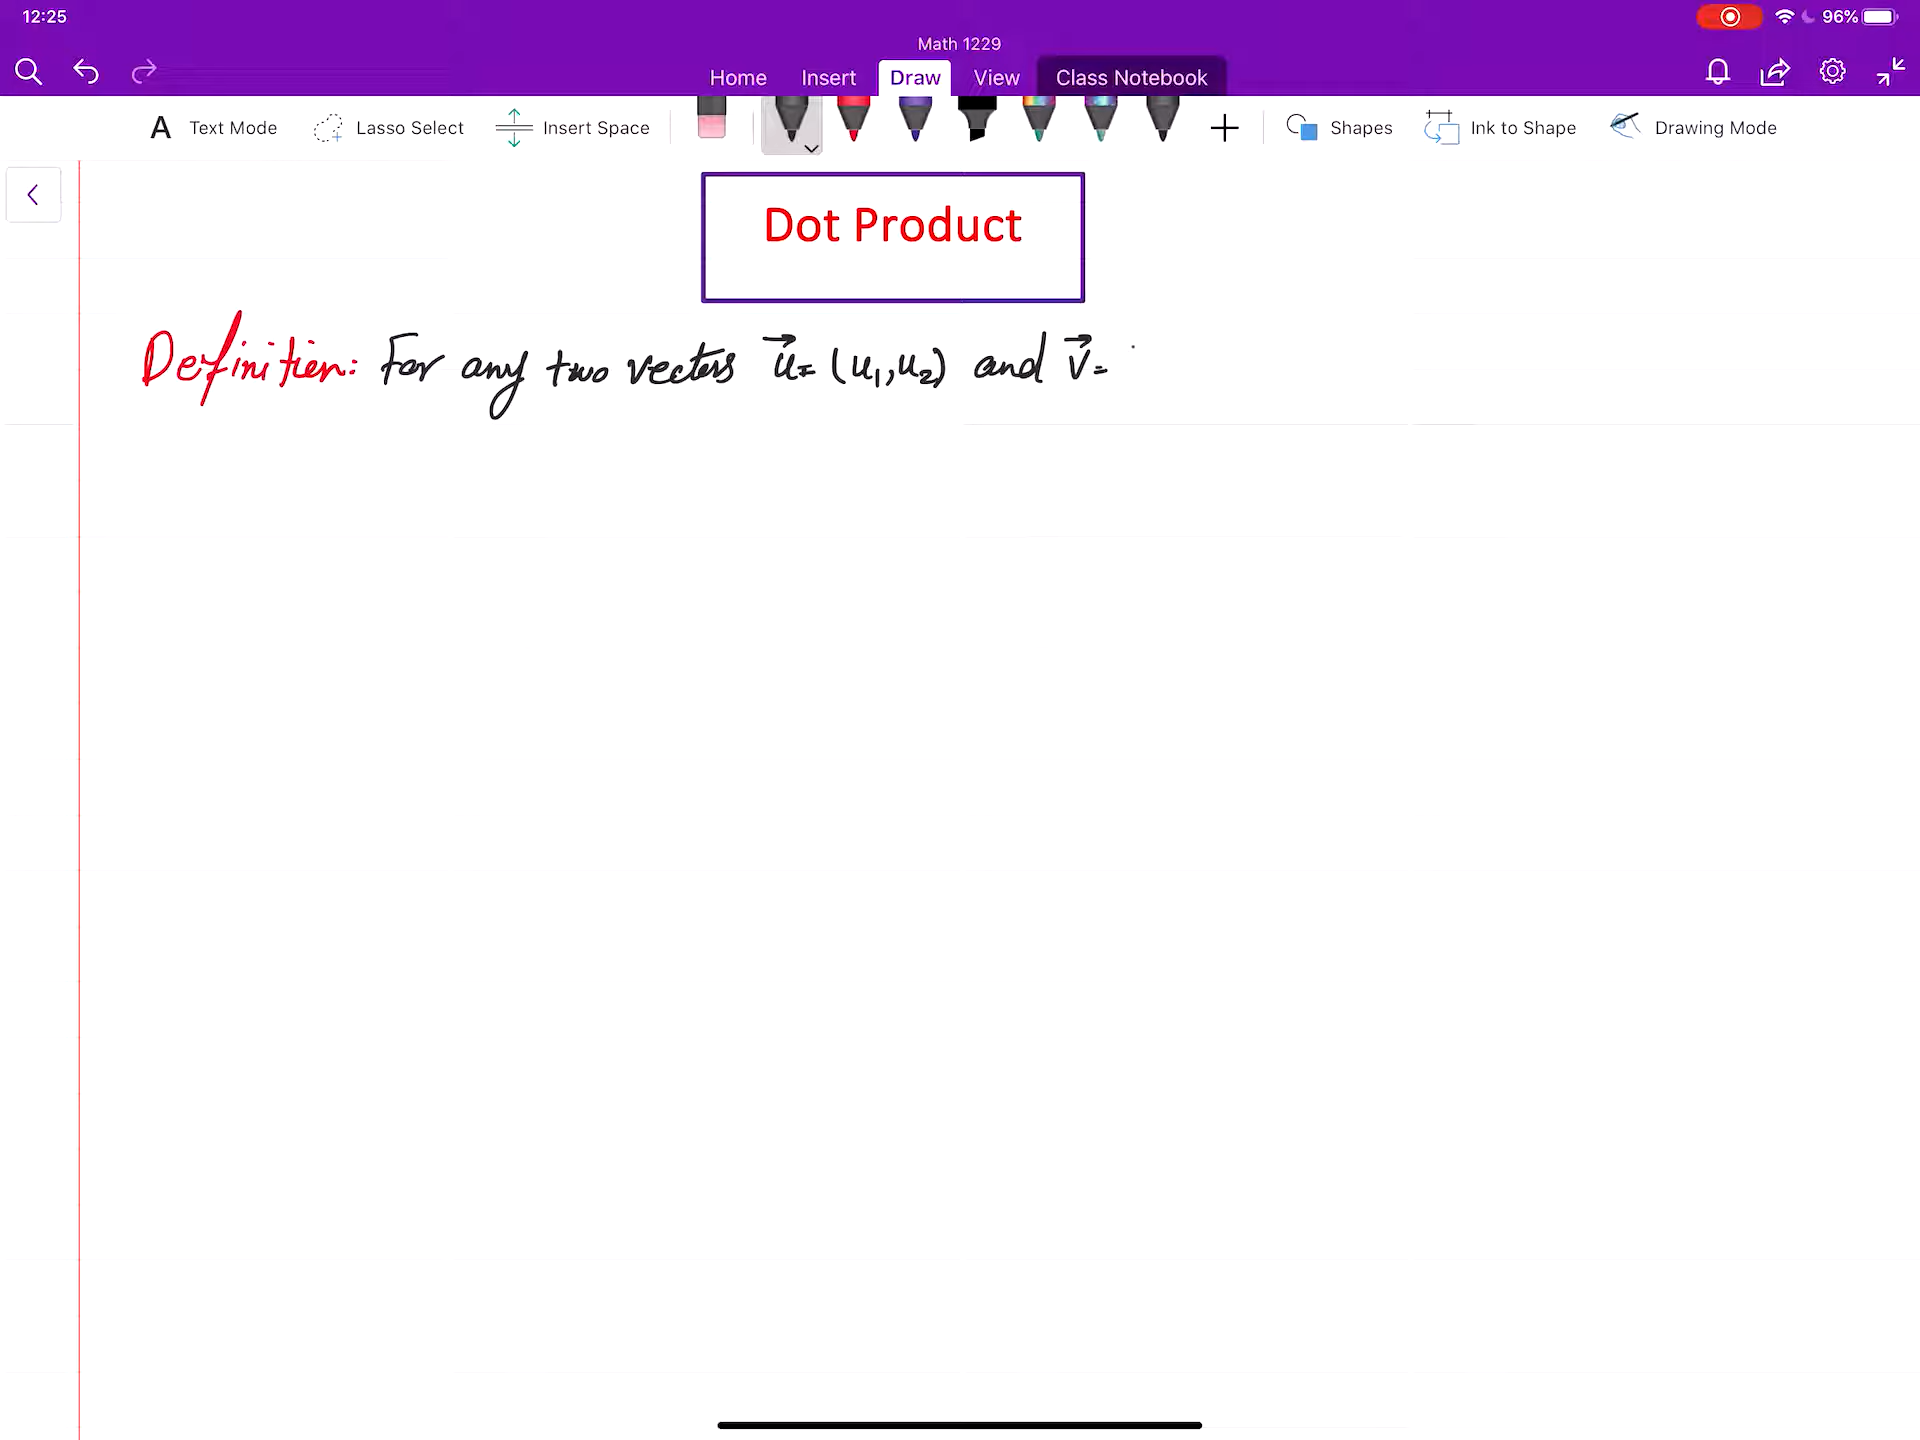 12:25
96%
Math 1229
Home Insert Draw View Class Notebook
A Text Mode Lasso Select Insert Space Shapes Ink to Shape Drawing Mode
Dot Product
Definition: For any two vectors u⃗ = (u₁, u₂) and v⃗ =